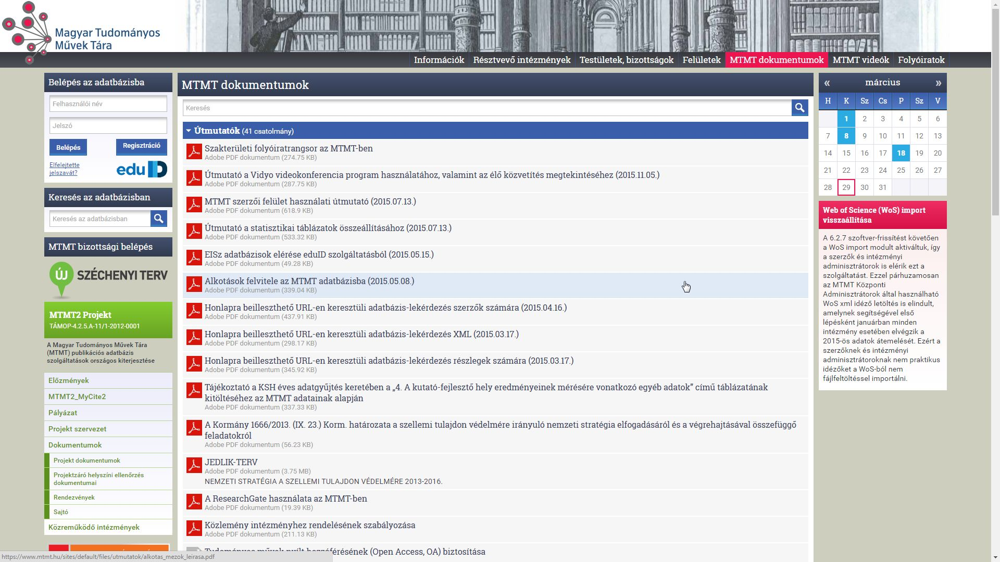 Magyar Tudományos
Művek Tára
Információk
Résztvevő intézmények
Testületek, bizottságok
Felületek
MTMT dokumentumok
MTMT videók
Folyóiratok
Belépés az adatbázisba
Felhasználói név
Jelszó
Belépés
Regisztráció
Elfelejtette
jelszavát?
edu ID
Keresés az adatbázisban
Keresés az adatbázisban
MTMT bizottsági belépés
ÚJ SZÉCHENYI TERV
MTMT2 Projekt
TÁMOP-4.2.5.A-11/1-2012-0001
A Magyar Tudományos Művek Tára
(MTMT) publikációs adatbázis
szolgáltatások országos kiterjesztése
Előzmények
MTMT2_MyCite2
Pályázat
Projekt szervezet
Dokumentumok
Projekt dokumentumok
Projektzáró helyszíni ellenőrzés
dokumentumai
Rendezvények
Sajtó
Közreműködő intézmények
MTMT dokumentumok
Keresés
Útmutatók (41 csatolmány)
Szakterületi folyóiratrangsor az MTMT-ben
Adobe PDF dokumentum (274.75 KB)
Útmutató a Vidyo videokonferencia program használatához, valamint az élő közvetítés megtekintéséhez (2015.11.05.)
Adobe PDF dokumentum (287.75 KB)
MTMT szerzői felület használati útmutató (2015.07.13.)
Adobe PDF dokumentum (618.9 KB)
Útmutató a statisztikai táblázatok összeállításához (2015.07.13.)
Adobe PDF dokumentum (533.32 KB)
EISz adatbázisok elérése eduID szolgáltatásból (2015.05.15.)
Adobe PDF dokumentum (49.28 KB)
Alkotások felvitele az MTMT adatbázisba (2015.05.08.)
Adobe PDF dokumentum (339.04 KB)
Honlapra beilleszthető URL-en keresztüli adatbázis-lekérdezés szerzők számára (2015.04.16.)
Adobe PDF dokumentum (437.91 KB)
Honlapra beilleszthető URL-en keresztüli adatbázis-lekérdezés XML (2015.03.17.)
Adobe PDF dokumentum (298.17 KB)
Honlapra beilleszthető URL-en keresztüli adatbázis-lekérdezés részlegek számára (2015.03.17.)
Adobe PDF dokumentum (345.92 KB)
Tájékoztató a KSH éves adatgyűjtés keretében a „4. A kutató-fejlesztő hely eredményeinek mérésére vonatkozó egyéb adatok” című táblázatának
kitöltéséhez az MTMT adatainak alapján
Adobe PDF dokumentum (337.33 KB)
A Kormány 1666/2013. (IX. 23.) Korm. határozata a szellemi tulajdon védelmére irányuló nemzeti stratégia elfogadásáról és a végrehajtásával összefüggő
feladatokról
Adobe PDF dokumentum (56.23 KB)
JEDLIK-TERV
Adobe PDF dokumentum (3.75 MB)
NEMZETI STRATÉGIA A SZELLEMI TULAJDON VÉDELMÉRE 2013-2016.
A ResearchGate használata az MTMT-ben
Adobe PDF dokumentum (19.39 KB)
Közlemény intézményhez rendelésének szabályozása
Adobe PDF dokumentum (211.13 KB)
Tudományos művek nyílt hozzáférésének (Open Access, OA) biztosítása
« március »
H K Sz Cs P Sz V
1 2 3 4 5 6
7 8 9 10 11 12 13
14 15 16 17 18 19 20
21 22 23 24 25 26 27
28 29 30 31
Web of Science (WoS) import
visszaállítása
A 6.2.7 szoftver-frissítést követően
a WoS import modult aktiváltuk, így
a szerzők és intézményi
adminisztrátorok is elérik ezt a
szolgáltatást. Ezzel párhuzamosan
az MTMT Központi
Adminisztrátorok által használható
WoS xml idéző letöltés is elindult,
amelynek segítségével első
lépésként januárban minden
intézmény esetében elvégzik a
2015-ös adatok átemelését. Ezért a
szerzőknek és intézményi
adminisztrátoroknak nem praktikus
idézőket a WoS-ból nem
fájlfeltöltéssel importálni.
https://www.mtmt.hu/sites/default/files/utmutatok/alkotas_mezok_leirasa.pdf